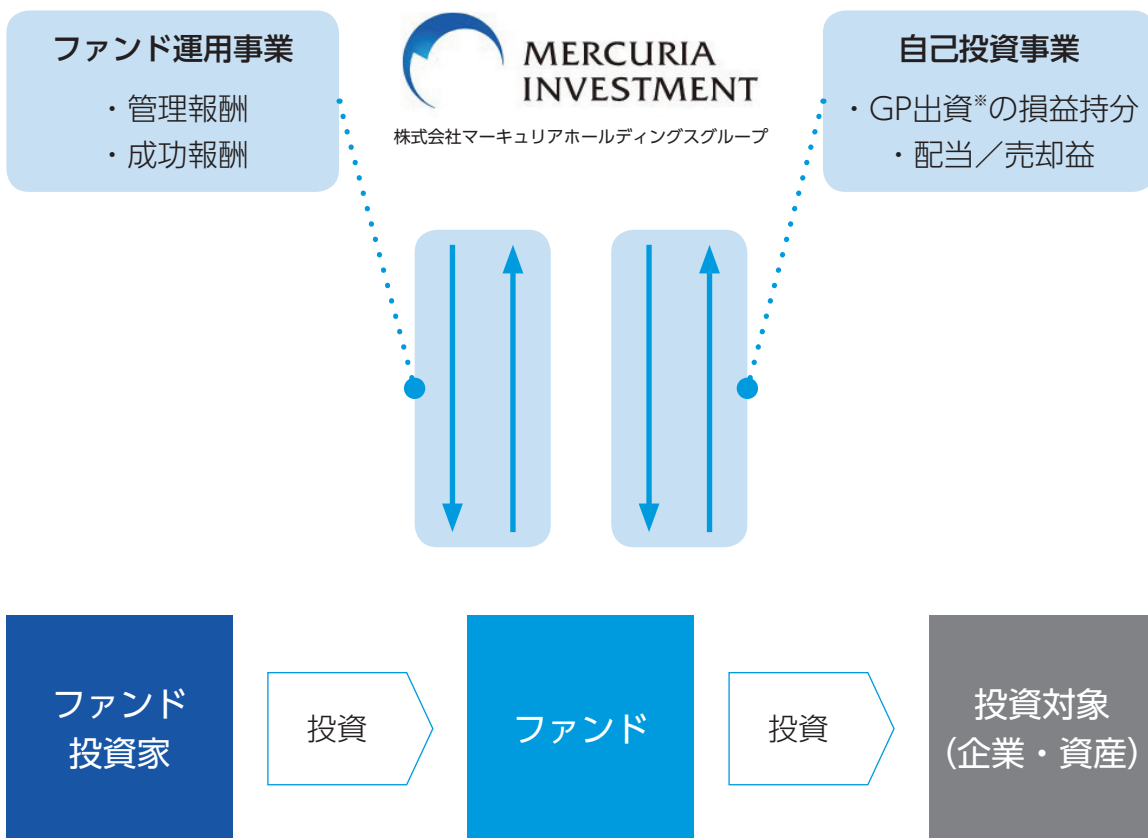 ファンド運用事業
・管理報酬
・成功報酬
MERCURIA
INVESTMENT
株式会社マーキュリアホールディングスグループ
自己投資事業
・GP出資※の損益持分
・配当／売却益
ファンド
投資家
投資
ファンド
投資
投資対象
（企業・資産）